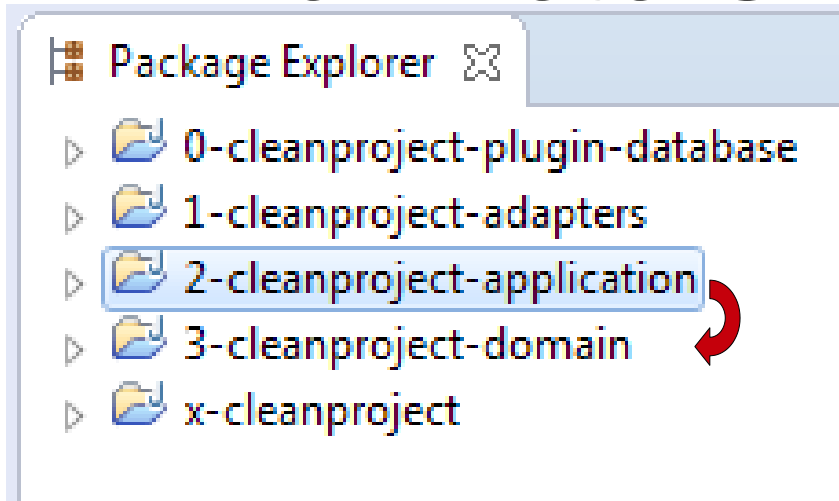 Package Explorer
0-cleanproject-plugin-database
1-cleanproject-adapters
2-cleanproject-application
3-cleanproject-domain
x-cleanproject